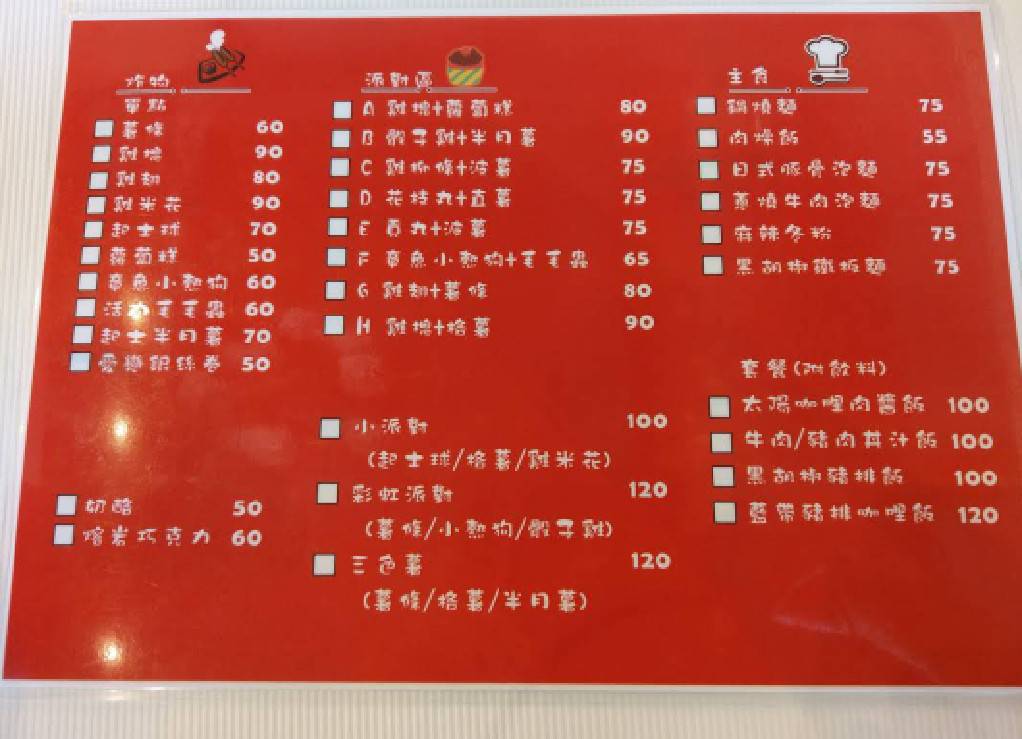 炸物
單點
薯條 60
雞塊 90
雞翅 80
雞米花 90
起士球 70
蘿蔔糕 50
章魚小熱狗 60
活力毛毛蟲 60
起士半月薯 70
愛戀銀絲卷 50
奶酪 50
熔岩巧克力 60
派對區
A 雞塊+蘿蔔糕 80
B 骰子雞+半月薯 90
C 雞柳條+波薯 75
D 花枝丸+直薯 75
E 貢丸+波薯 75
F 章魚小熱狗+毛毛蟲 65
G 雞翅+薯條 80
H 雞塊+格薯 90
小派對 100
(起士球/格薯/雞米花)
彩虹派對 120
(薯條/小熱狗/骰子雞)
三色薯 120
(薯條/格薯/半月薯)
主食
鍋燒麵 75
肉燥飯 55
日式豚骨泡麵 75
蔥燒牛肉泡麵 75
麻辣冬粉 75
黑胡椒鐵板麵 75
套餐(附飲料)
太陽咖哩肉醬飯 100
牛肉/豬肉丼汁飯 100
黑胡椒豬排飯 100
藍帶豬排咖哩飯 120